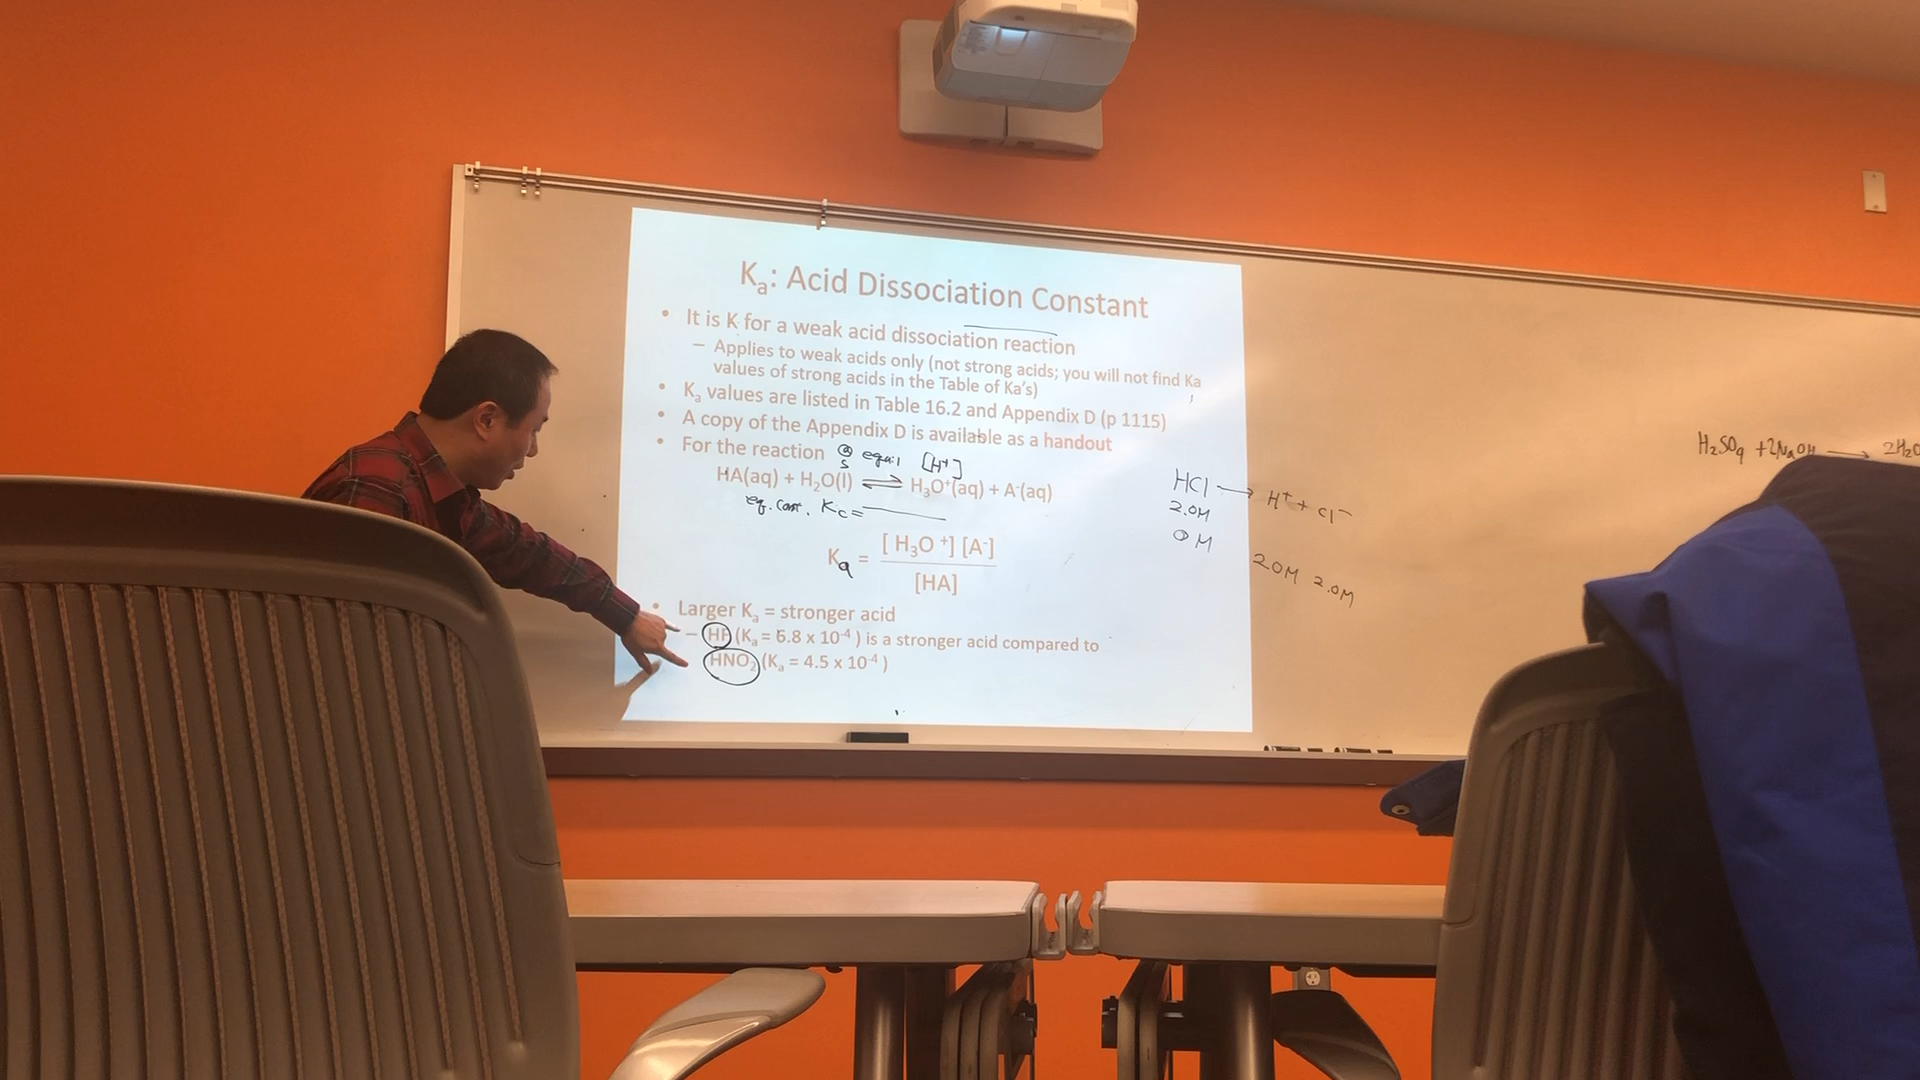 Ka: Acid Dissociation Constant
• It is K for a weak acid dissociation reaction
– Applies to weak acids only (not strong acids; you will not find Ka
values of strong acids in the Table of Ka's)
• Ka values are listed in Table 16.2 and Appendix D (p 1115)
• A copy of the Appendix D is available as a handout
• For the reaction @ equil [H⁺]
HA(aq) + H₂O(l) ⇌ H₃O⁺(aq) + A⁻(aq)
eq. const. Kc =
Ka = [ H₃O ⁺] [A⁻]
[HA]
• Larger Ka = stronger acid
– HF (Ka = 6.8 x 10⁻⁴ ) is a stronger acid compared to
HNO₂ (Ka = 4.5 x 10⁻⁴ )
HCl → H⁺ + Cl⁻
2.0M
0 M
2.0M 2.0M
H₂SO₄ + 2NaOH → 2H₂O